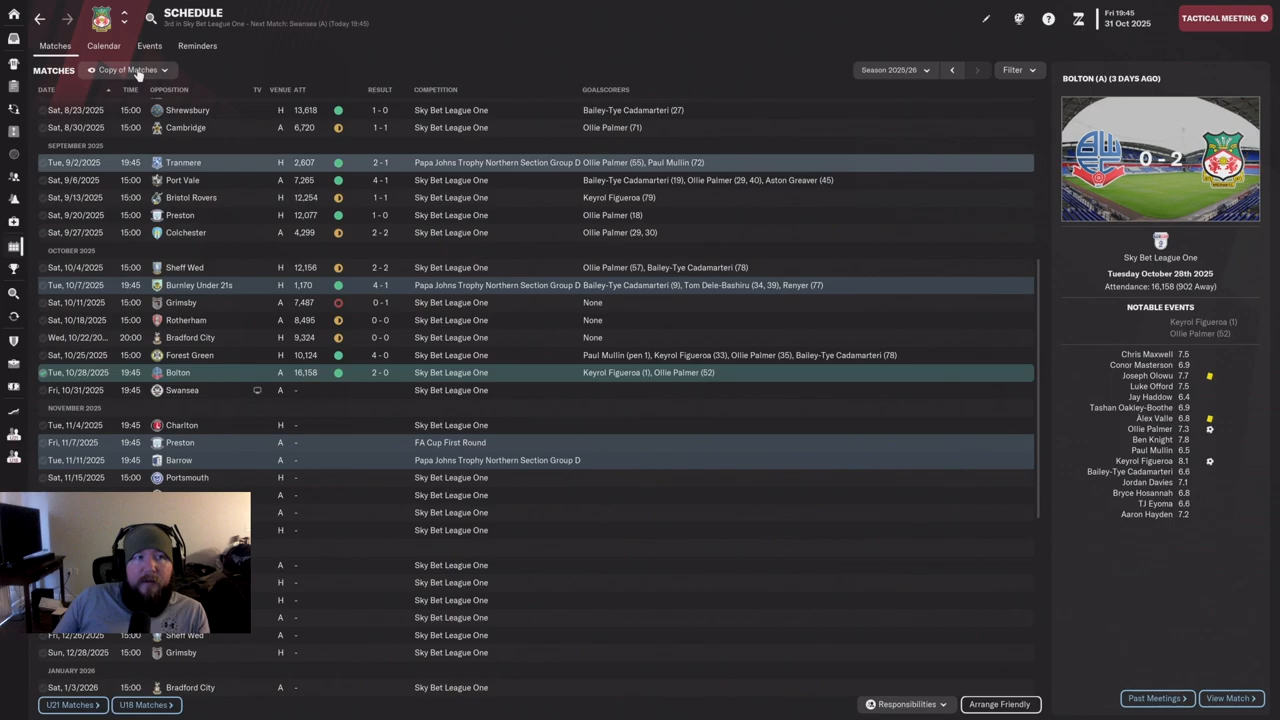 SCHEDULE
3rd in Sky Bet League One - Next Match: Swansea (A) (Today 19:45)
Fri 19:45
31 Oct 2025
TACTICAL MEETING
Matches Calendar Events Reminders
MATCHES Copy of Matches Season 2025/26 Filter
DATE TIME OPPOSITION TV VENUE ATT RESULT COMPETITION GOALSCORERS
Sat, 8/23/2025 15:00 Shrewsbury H 13,618 1 - 0 Sky Bet League One Bailey-Tye Cadamarteri (27)
Sat, 8/30/2025 15:00 Cambridge A 6,720 1 - 1 Sky Bet League One Ollie Palmer (71)
SEPTEMBER 2025
Tue, 9/2/2025 19:45 Tranmere H 2,607 2 - 1 Papa Johns Trophy Northern Section Group D Ollie Palmer (55), Paul Mullin (72)
Sat, 9/6/2025 15:00 Port Vale A 7,265 4 - 1 Sky Bet League One Bailey-Tye Cadamarteri (19), Ollie Palmer (29, 40), Aston Greaver (45)
Sat, 9/13/2025 15:00 Bristol Rovers H 12,254 1 - 1 Sky Bet League One Keyrol Figueroa (79)
Sat, 9/20/2025 15:00 Preston H 12,077 1 - 0 Sky Bet League One Ollie Palmer (18)
Sat, 9/27/2025 15:00 Colchester A 4,299 2 - 2 Sky Bet League One Ollie Palmer (29, 30)
OCTOBER 2025
Sat, 10/4/2025 15:00 Sheff Wed H 12,156 2 - 2 Sky Bet League One Ollie Palmer (57), Bailey-Tye Cadamarteri (78)
Tue, 10/7/2025 19:45 Burnley Under 21s H 1,170 4 - 1 Papa Johns Trophy Northern Section Group D Bailey-Tye Cadamarteri (9), Tom Dele-Bashiru (34, 39), Renyer (77)
Sat, 10/11/2025 15:00 Grimsby A 7,487 0 - 1 Sky Bet League One None
Sat, 10/18/2025 15:00 Rotherham A 8,495 0 - 0 Sky Bet League One None
Wed, 10/22/20... 20:00 Bradford City H 9,324 0 - 0 Sky Bet League One None
Sat, 10/25/2025 15:00 Forest Green H 10,124 4 - 0 Sky Bet League One Paul Mullin (pen 1), Keyrol Figueroa (33), Ollie Palmer (35), Bailey-Tye Cadamarteri (78)
Tue, 10/28/2025 19:45 Bolton A 16,158 2 - 0 Sky Bet League One Keyrol Figueroa (1), Ollie Palmer (52)
Fri, 10/31/2025 19:45 Swansea A - Sky Bet League One
NOVEMBER 2025
Tue, 11/4/2025 19:45 Charlton H - Sky Bet League One
Fri, 11/7/2025 19:45 Preston A - FA Cup First Round
Tue, 11/11/2025 19:45 Barrow A - Papa Johns Trophy Northern Section Group D
Sat, 11/15/2025 15:00 Portsmouth H - Sky Bet League One
A - Sky Bet League One
A - Sky Bet League One
H - Sky Bet League One
A - Sky Bet League One
H - Sky Bet League One
H - Sky Bet League One
A - Sky Bet League One
Fri, 12/26/2025 15:00 Sheff Wed A - Sky Bet League One
Sun, 12/28/2025 15:00 Grimsby H - Sky Bet League One
JANUARY 2026
Sat, 1/3/2026 15:00 Bradford City A - Sky Bet League One
U21 Matches > U18 Matches > Responsibilities Arrange Friendly
BOLTON (A) (3 DAYS AGO)
0 - 2
Sky Bet League One
Tuesday October 28th 2025
Attendance: 16,158 (902 Away)
NOTABLE EVENTS
Keyrol Figueroa (1)
Ollie Palmer (52)
Chris Maxwell 7.5
Conor Masterson 6.9
Joseph Olowu 7.7
Luke Offord 7.5
Jay Haddow 6.4
Tashan Oakley-Boothe 6.9
Àlex Valle 6.8
Ollie Palmer 7.3
Ben Knight 7.8
Paul Mullin 6.5
Keyrol Figueroa 8.1
Bailey-Tye Cadamarteri 6.6
Jordan Davies 7.1
Bryce Hosannah 6.8
TJ Eyoma 6.6
Aaron Hayden 7.2
Past Meetings > View Match >